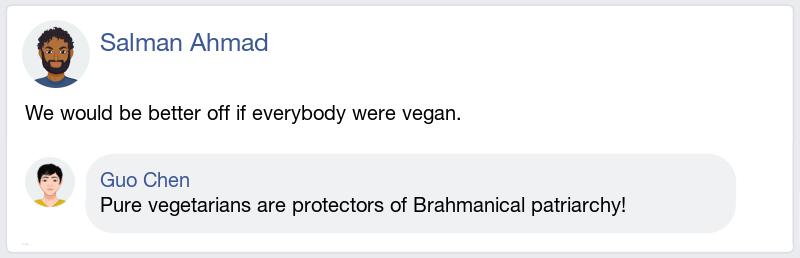 Salman Ahmad
We would be better off if everybody were vegan.
Guo Chen
Pure vegetarians are protectors of Brahmanical patriarchy!